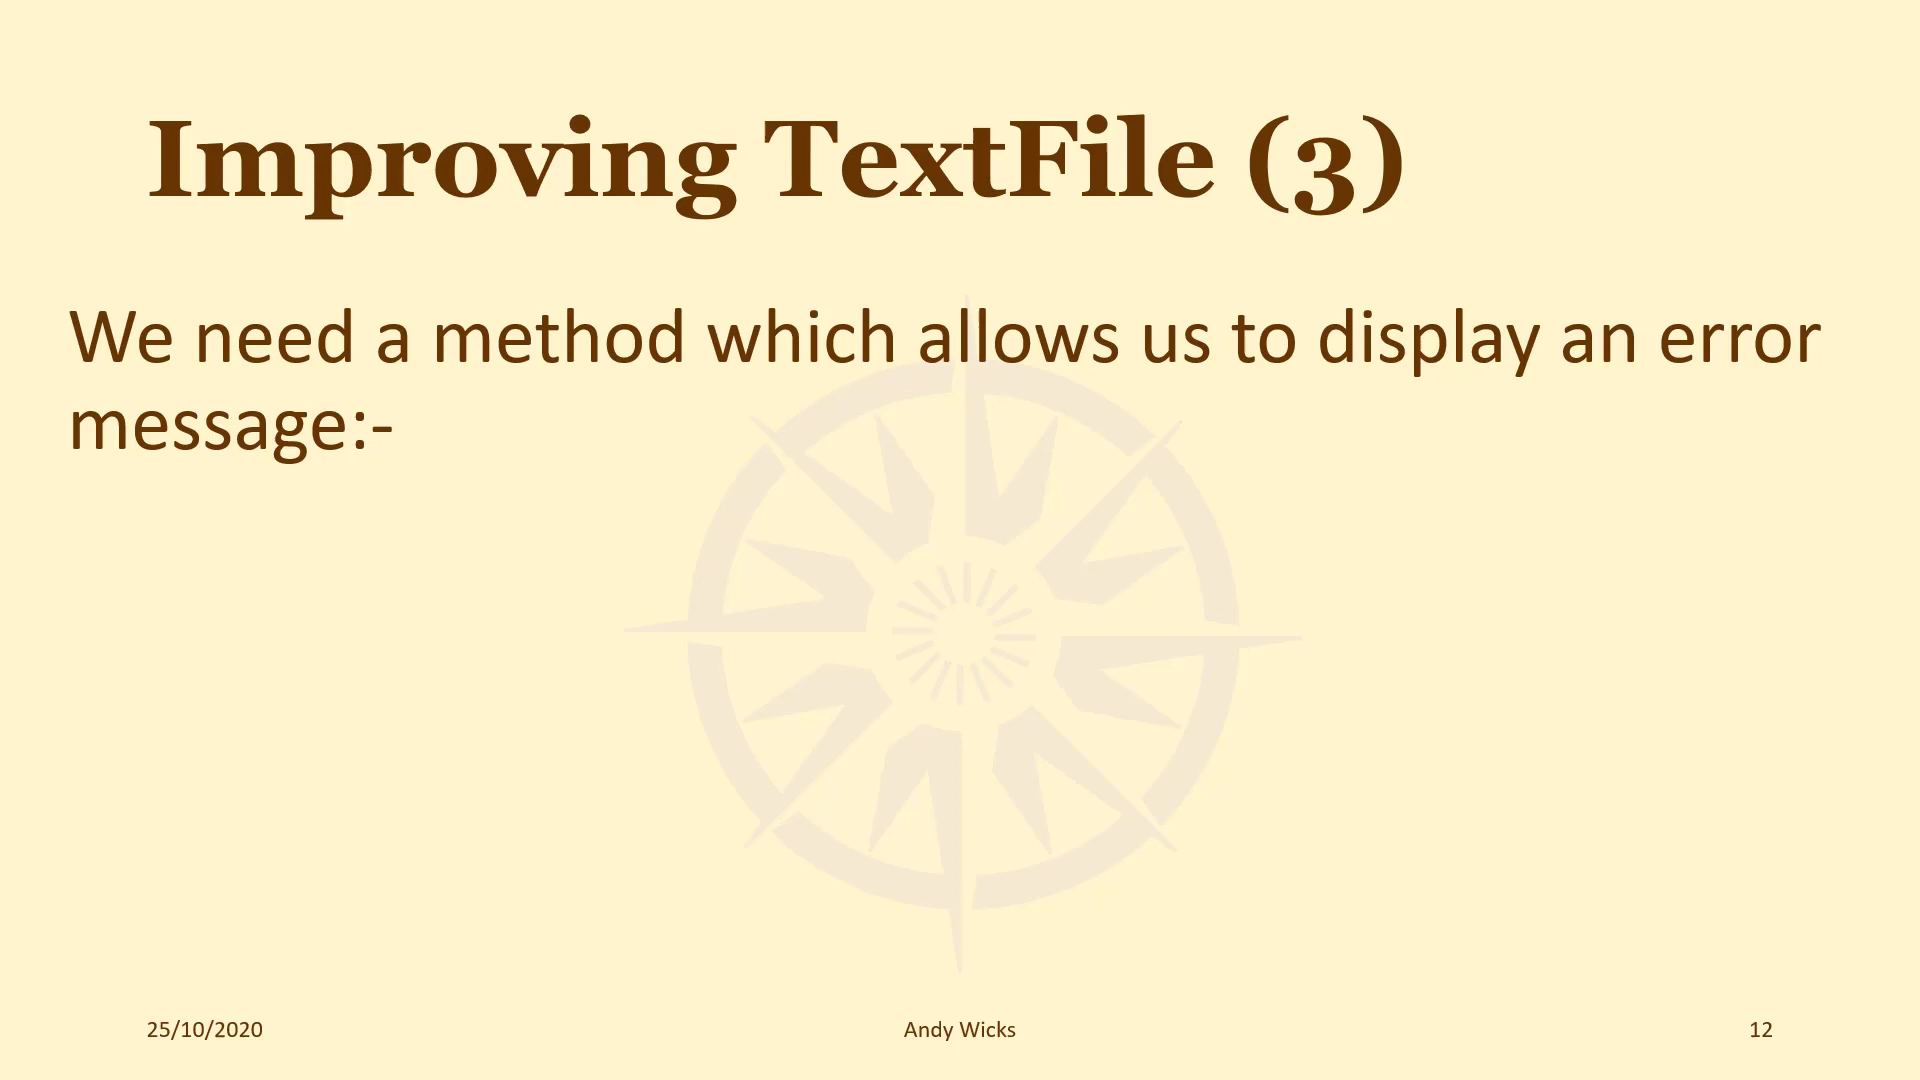 Improving TextFile (3)
We need a method which allows us to display an error
message:-
25/10/2020
Andy Wicks
12